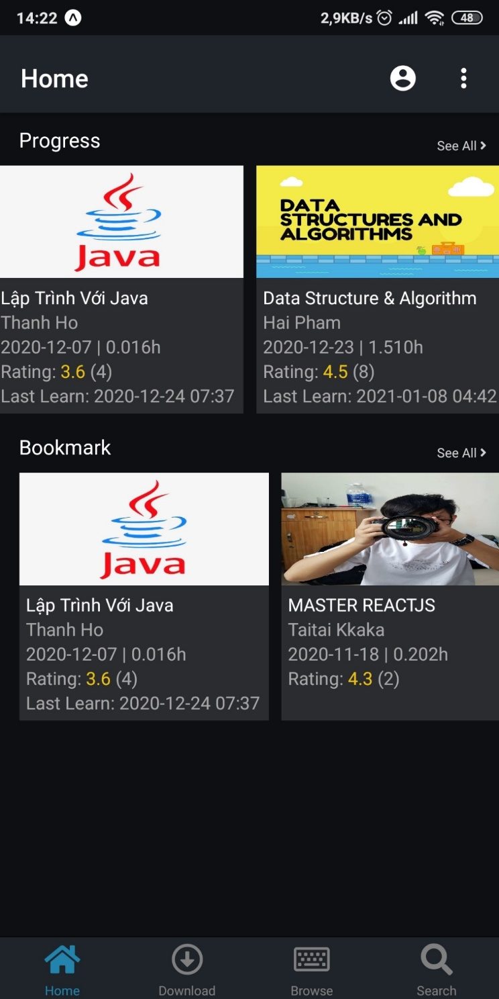 14:22
2,9KB/s
48
Home
Progress
See All
Java
DATA
STRUCTURES AND
ALGORITHMS
Lập Trình Với Java
Thanh Ho
2020-12-07 | 0.016h
Rating: 3.6 (4)
Last Learn: 2020-12-24 07:37
Data Structure & Algorithm
Hai Pham
2020-12-23 | 1.510h
Rating: 4.5 (8)
Last Learn: 2021-01-08 04:42
Bookmark
See All
Java
Lập Trình Với Java
Thanh Ho
2020-12-07 | 0.016h
Rating: 3.6 (4)
Last Learn: 2020-12-24 07:37
MASTER REACTJS
Taitai Kkaka
2020-11-18 | 0.202h
Rating: 4.3 (2)
Home
Download
Browse
Search